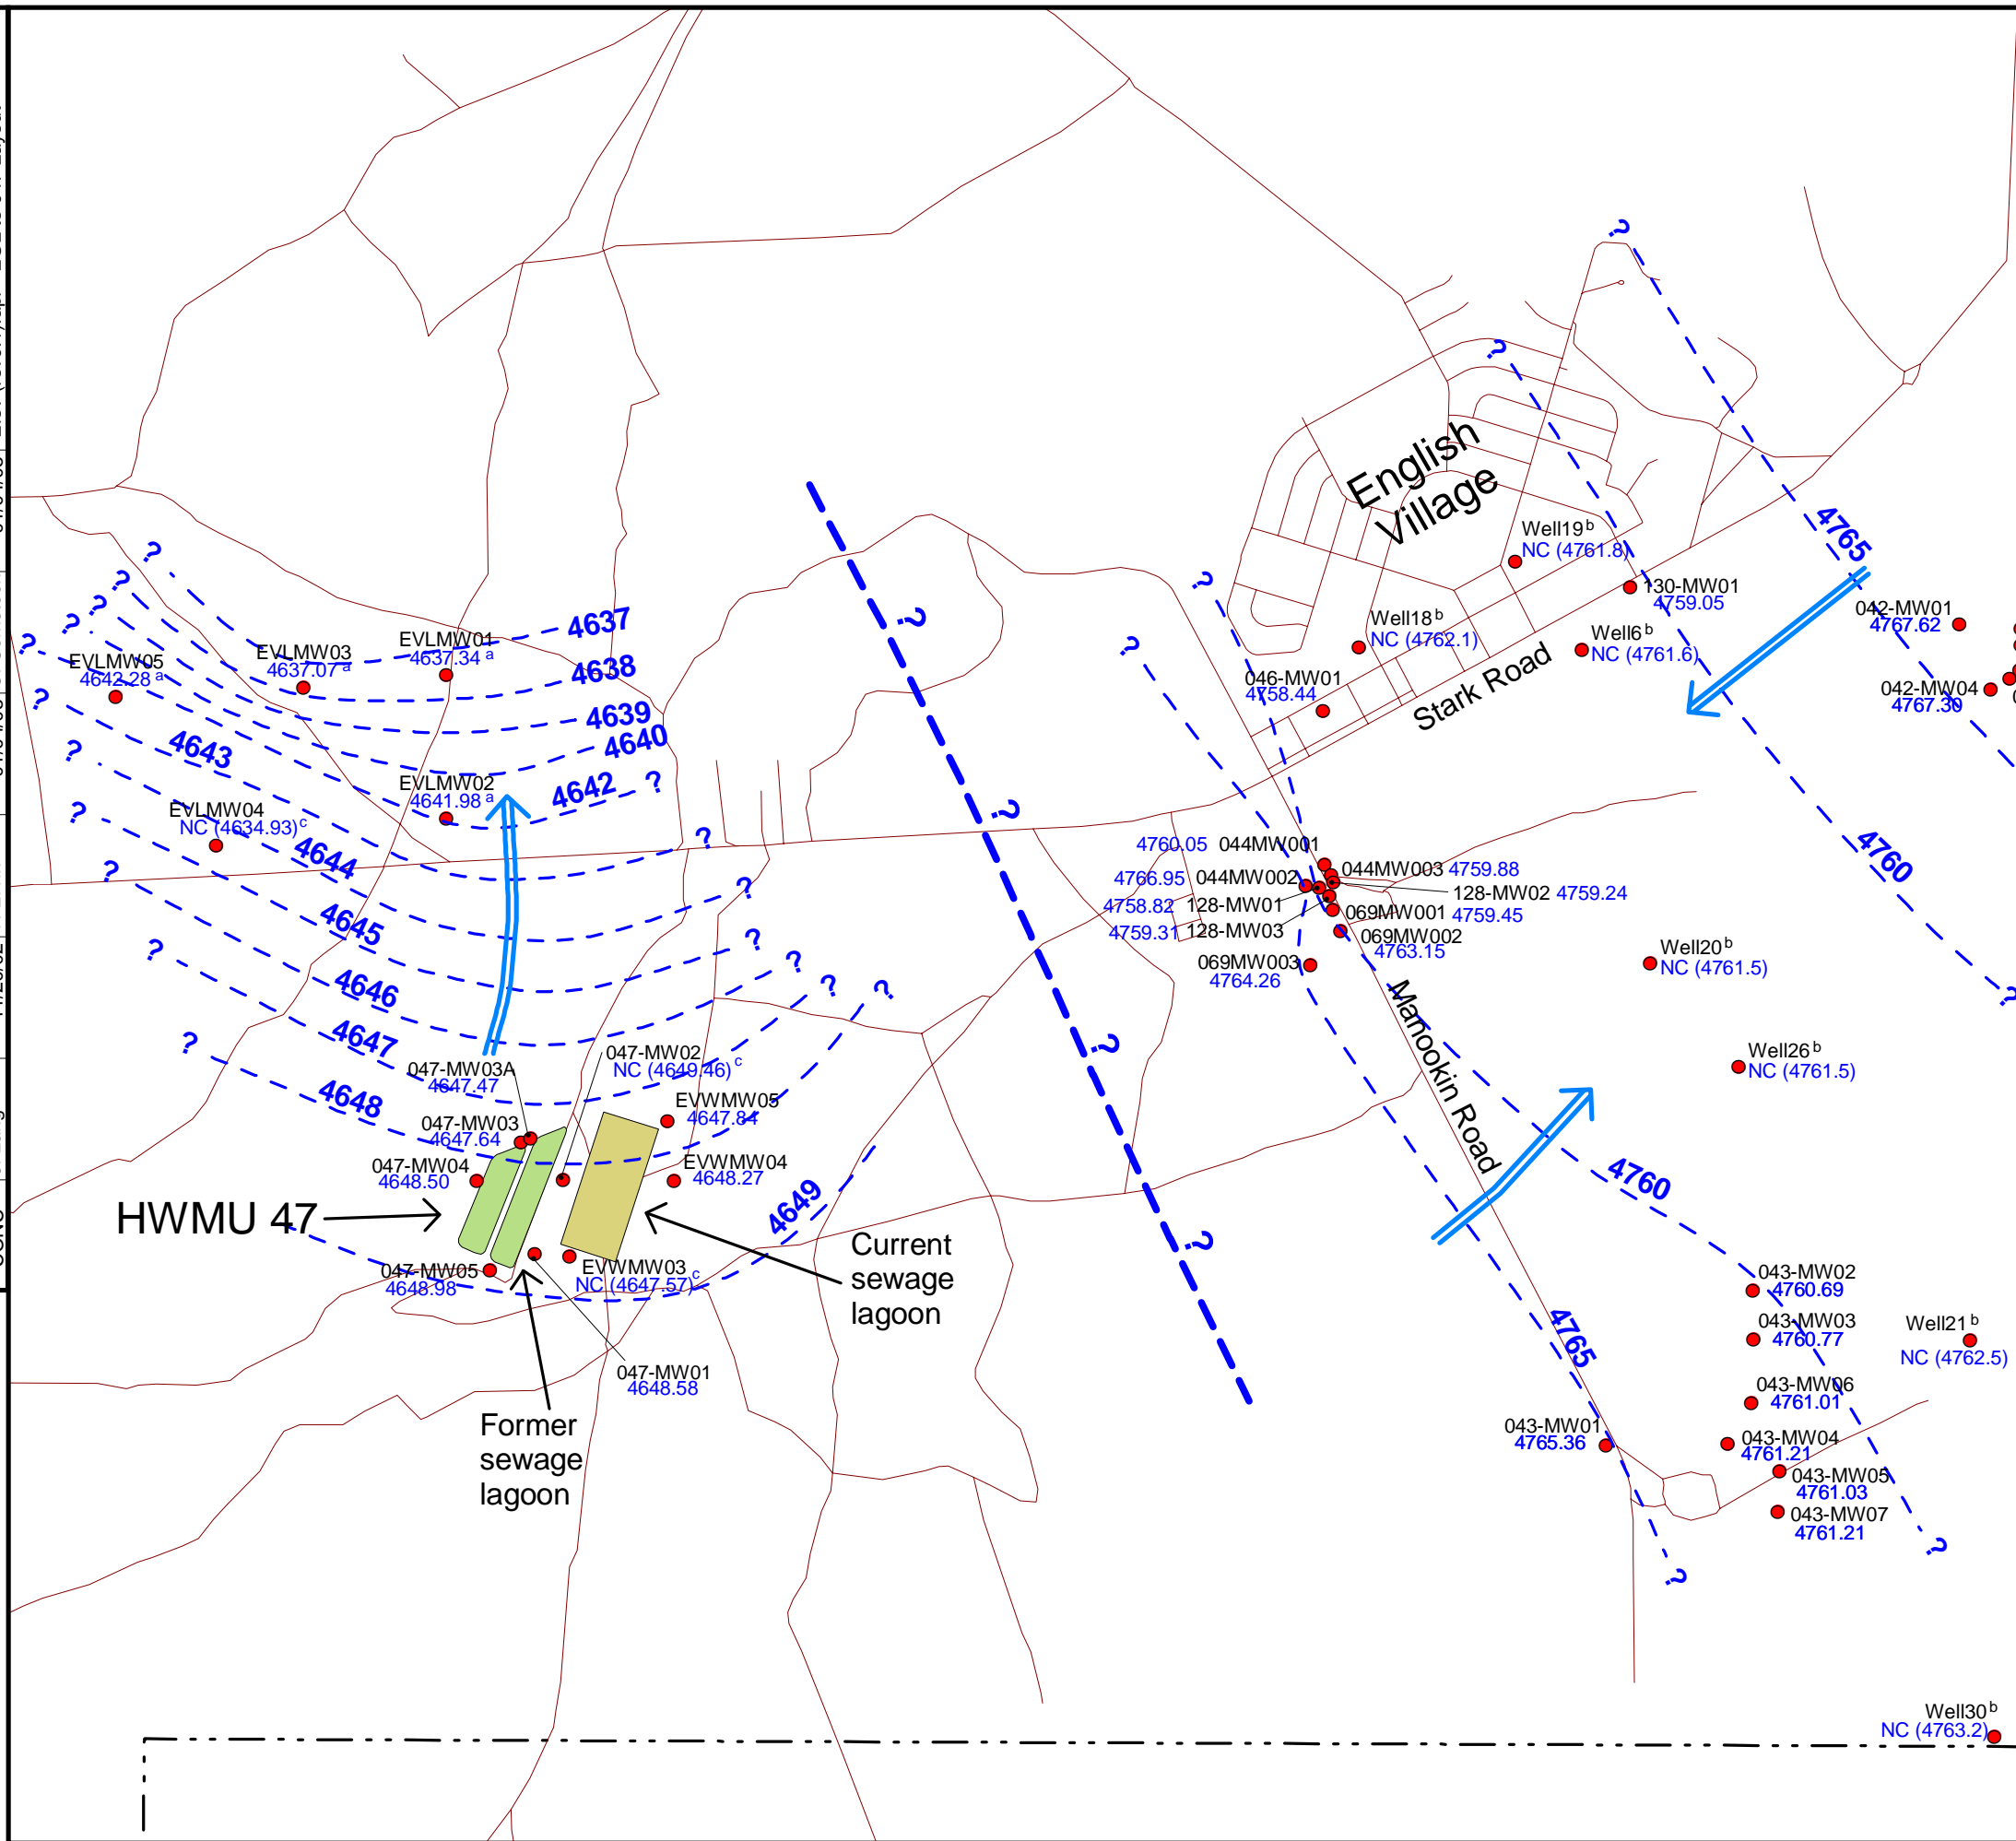 English
Village
4765
Well19 b
NC (4761.8)
130-MW01
4759.05
042-MW01
4767.62
4637
Well18 b
NC (4762.1)
Well6 b
NC (4761.6)
EVLMW01
4637.34 a
EVLMW03
4637.07 a
EVLMW05
4642.28 a
4638
046-MW01
4758.44
Stark Road
042-MW04
4767.30
4639
4640
4643
EVLMW02
4641.98 a
4642
EVLMW04
NC (4634.93) c
4644
4760.05 044MW001
044MW003 4759.88
4760
4766.95 044MW002
128-MW02 4759.24
4758.82 128-MW01
069MW001 4759.45
4759.31 128-MW03
069MW002
4763.15
4645
069MW003
4764.26
Well20 b
NC (4761.5)
4646
Manookin Road
4647
047-MW02
NC (4649.46) c
Well26 b
NC (4761.5)
047-MW03A
4647.47
4648
EVWMW05
4647.84
047-MW03
4647.64
047-MW04
4648.50
EVWMW04
4648.27
4760
HWMU 47
4649
Current
sewage
lagoon
047-MW05
4648.98
EVWMW03
NC (4647.57) c
043-MW02
4760.69
043-MW03
4760.77
Well21 b
NC (4762.5)
4765
047-MW01
4648.58
043-MW06
4761.01
Former
sewage
lagoon
043-MW01
4765.36
043-MW04
4761.21
043-MW05
4761.03
043-MW07
4761.21
Well30 b
NC (4763.2)